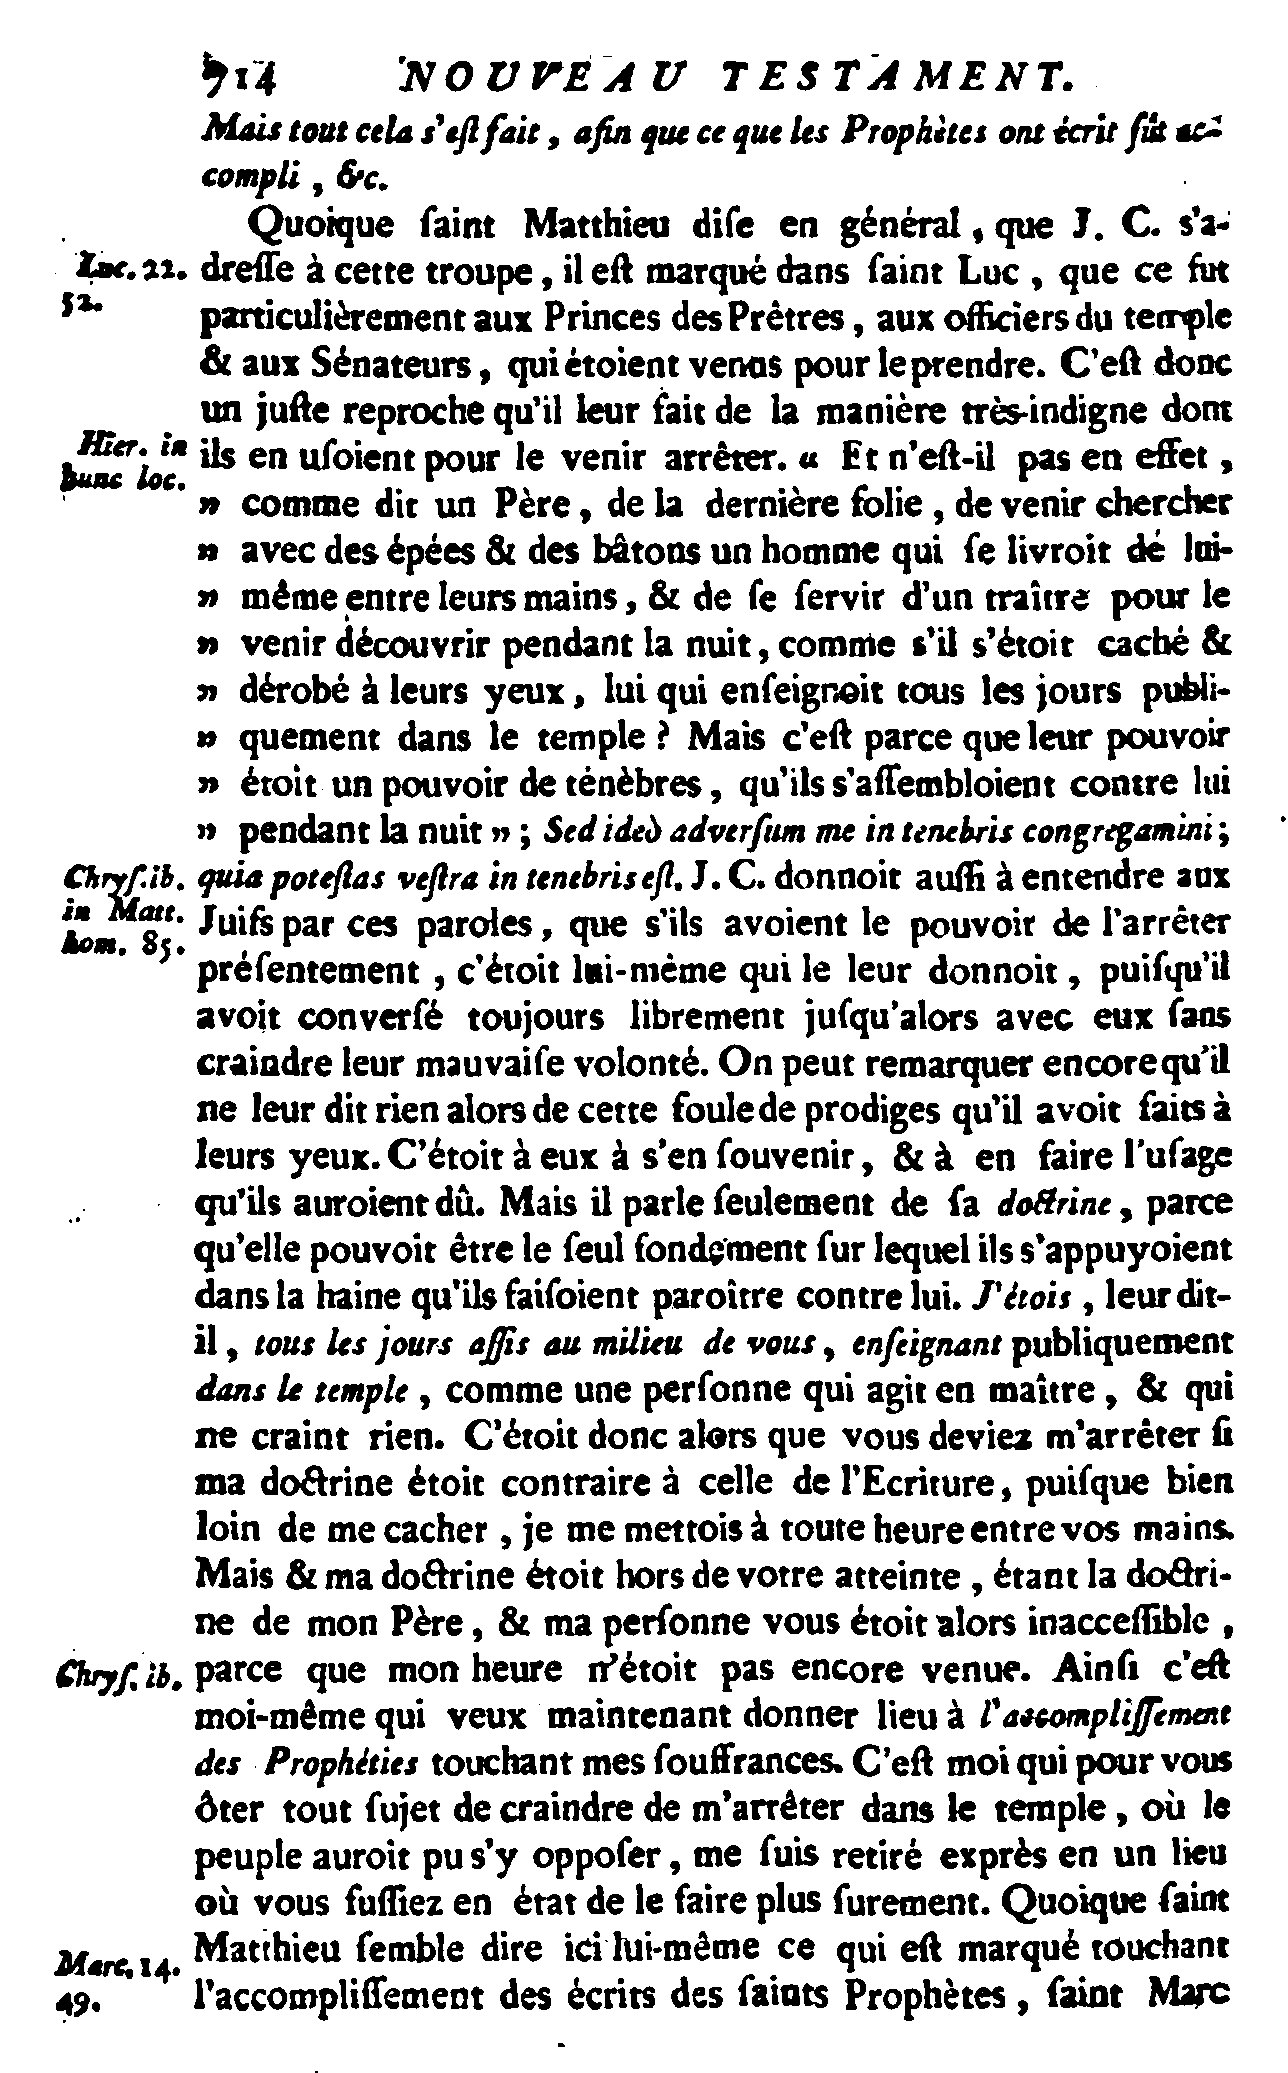 714 NOUVEAU TESTAMENT.
Mais tout cela s'eſt fait, afin que ce que les Prophètes ont écrit fût ac-
compli, &c.
Quoique ſaint Matthieu diſe en général, que J. C. s'a-
Luc. 22. dreſſe à cette troupe, il eſt marqué dans ſaint Luc, que ce fut
52.
particulièrement aux Princes des Prêtres, aux officiers du temple
& aux Sénateurs, qui étoient venus pour le prendre. C'eſt donc
un juſte reproche qu'il leur fait de la manière très-indigne dont
Hier. in ils en uſoient pour le venir arrêter. « Et n'eſt-il pas en effet,
hunc loc.
» comme dit un Père, de la dernière folie, de venir chercher
» avec des épées & des bâtons un homme qui ſe livroit de lui-
» même entre leurs mains, & de ſe ſervir d'un traître pour le
» venir découvrir pendant la nuit, comme s'il s'étoit caché &
» dérobé à leurs yeux, lui qui enſeignoit tous les jours publi-
» quement dans le temple? Mais c'eſt parce que leur pouvoir
» étoit un pouvoir de ténèbres, qu'ils s'aſſembloient contre lui
» pendant la nuit »; Sed ideò adverſum me in tenebris congregamini;
Chryſ. ib. quia poteſtas veſtra in tenebris eſt. J. C. donnoit auſſi à entendre aux
in Matt. Juifs par ces paroles, que s'ils avoient le pouvoir de l'arrêter
hom. 85.
préſentement, c'étoit lui-même qui le leur donnoit, puiſqu'il
avoit converſé toujours librement juſqu'alors avec eux ſans
craindre leur mauvaiſe volonté. On peut remarquer encore qu'il
ne leur dit rien alors de cette foule de prodiges qu'il avoit faits à
leurs yeux. C'étoit à eux à s'en ſouvenir, & à en faire l'uſage
qu'ils auroient dû. Mais il parle ſeulement de ſa doctrine, parce
qu'elle pouvoit être le ſeul fondement ſur lequel ils s'appuyoient
dans la haine qu'ils faiſoient paroître contre lui. J'étois, leur dit-
il, tous les jours aſſis au milieu de vous, enſeignant publiquement
dans le temple, comme une perſonne qui agit en maître, & qui
ne craint rien. C'étoit donc alors que vous deviez m'arrêter ſi
ma doctrine étoit contraire à celle de l'Ecriture, puiſque bien
loin de me cacher, je me mettois à toute heure entre vos mains.
Mais & ma doctrine étoit hors de votre atteinte, étant la doctri-
ne de mon Père, & ma perſonne vous étoit alors inacceſſible,
Chryſ. ib. parce que mon heure n'étoit pas encore venue. Ainſi c'eſt
moi-même qui veux maintenant donner lieu à l'accompliſſement
des Prophéties touchant mes ſouffrances. C'eſt moi qui pour vous
ôter tout ſujet de craindre de m'arrêter dans le temple, où le
peuple auroit pu s'y oppoſer, me ſuis retiré exprès en un lieu
où vous fuſſiez en état de le faire plus ſurement. Quoique ſaint
Marc. 14. Matthieu ſemble dire ici lui-même ce qui eſt marqué touchant
49. l'accompliſſement des écrits des ſaints Prophètes, ſaint Marc